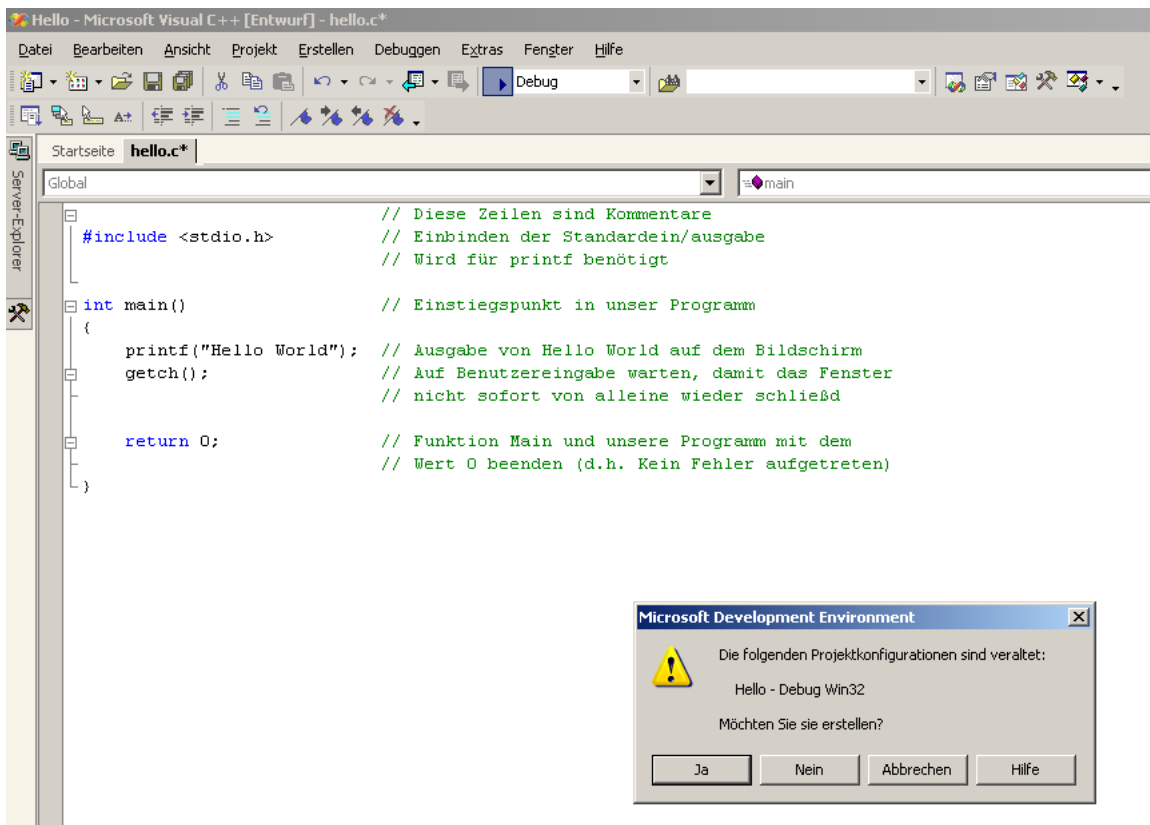 Hello - Microsoft Visual C++ [Entwurf] - hello.c*
Datei Bearbeiten Ansicht Projekt Erstellen Debuggen Extras Fenster Hilfe
Debug
Startseite hello.c*
Server-Explorer
Global main
// Diese Zeilen sind Kommentare
#include <stdio.h> // Einbinden der Standardein/ausgabe
// Wird für printf benötigt
int main() // Einstiegspunkt in unser Programm
{
printf("Hello World"); // Ausgabe von Hello World auf dem Bildschirm
getch(); // Auf Benutzereingabe warten, damit das Fenster
// nicht sofort von alleine wieder schließd
return 0; // Funktion Main und unsere Programm mit dem
// Wert 0 beenden (d.h. Kein Fehler aufgetreten)
}
Microsoft Development Environment
Die folgenden Projektkonfigurationen sind veraltet:
Hello - Debug Win32
Möchten Sie sie erstellen?
Ja Nein Abbrechen Hilfe